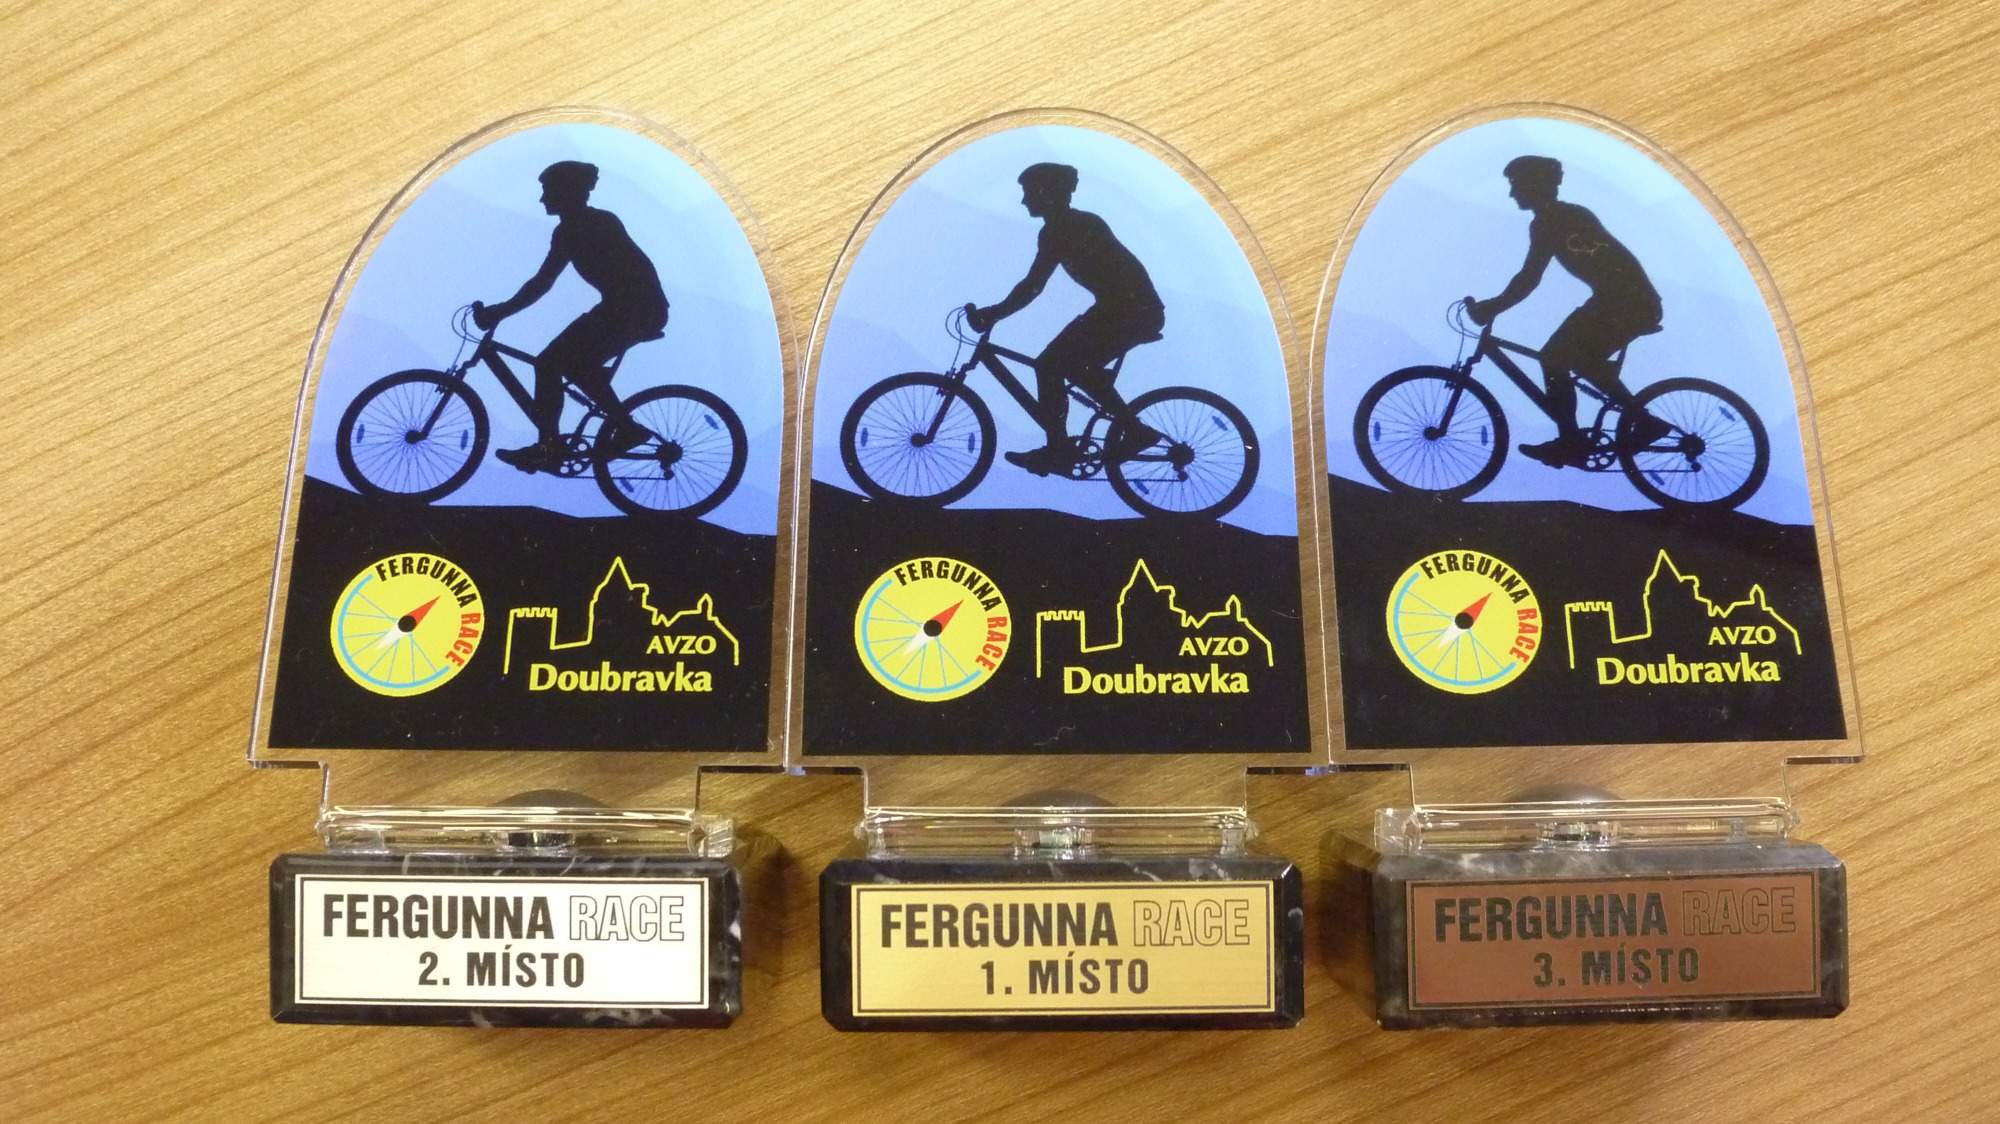 FERGUNNA RACE
AVZO
Doubravka
FERGUNNA RACE
2. MÍSTO
FERGUNNA RACE
AVZO
Doubravka
FERGUNNA RACE
1. MÍSTO
FERGUNNA RACE
AVZO
Doubravka
FERGUNNA RACE
3. MÍSTO